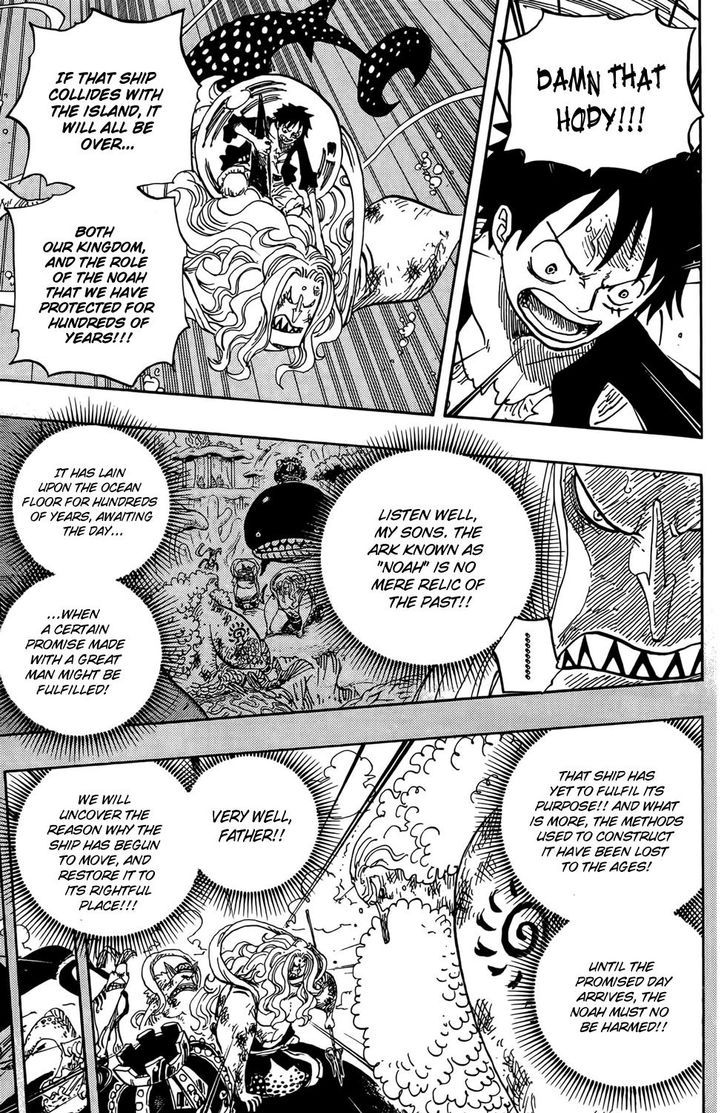 DAMN THAT
HODY!!!
IF THAT SHIP
COLLIDES WITH
THE ISLAND, IT
WILL ALL BE
OVER...
BOTH
OUR KINGDOM,
AND THE ROLE
OF THE NOAH
THAT WE HAVE
PROTECTED FOR
HUNDREDS OF
YEARS!!!
LISTEN WELL,
MY SONS. THE
ARK KNOWN AS
"NOAH" IS NO
MERE RELIC OF
THE PAST!!
IT HAS LAIN
UPON THE OCEAN
FLOOR FOR HUNDREDS
OF YEARS, AWAITING
THE DAY...
...WHEN
A CERTAIN
PROMISE MADE
WITH A GREAT
MAN MIGHT BE
FULFILLED!
THAT SHIP HAS
YET TO FULFIL ITS
PURPOSE!! AND WHAT
IS MORE, THE METHODS
USED TO CONSTRUCT
IT HAVE BEEN LOST
TO THE AGES!
UNTIL THE
PROMISED DAY
ARRIVES, THE
NOAH MUST NO
BE HARMED!!
VERY WELL,
FATHER!!
WE WILL
UNCOVER THE
REASON WHY THE
SHIP HAS BEGUN
TO MOVE, AND
RESTORE IT TO
ITS RIGHTFUL
PLACE!!!